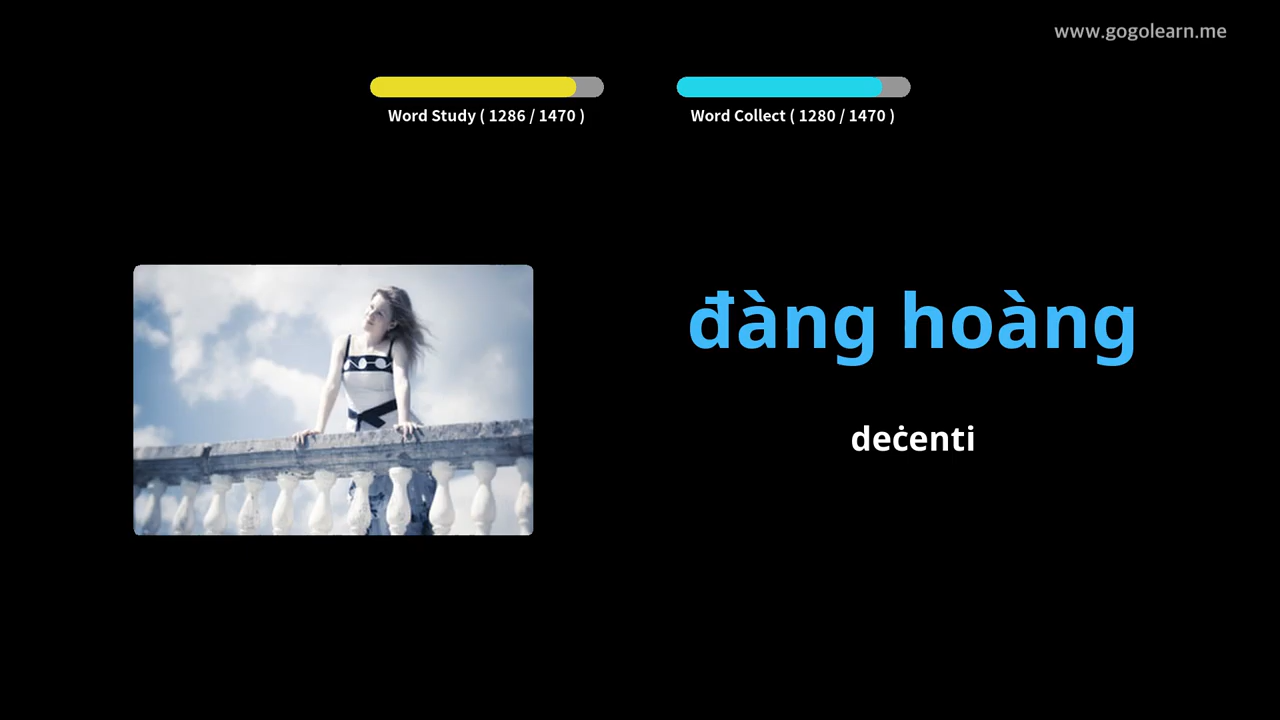 www.gogolearn.me
Word Study ( 1286 / 1470 )
Word Collect ( 1280 / 1470 )
đàng hoàng
deċenti